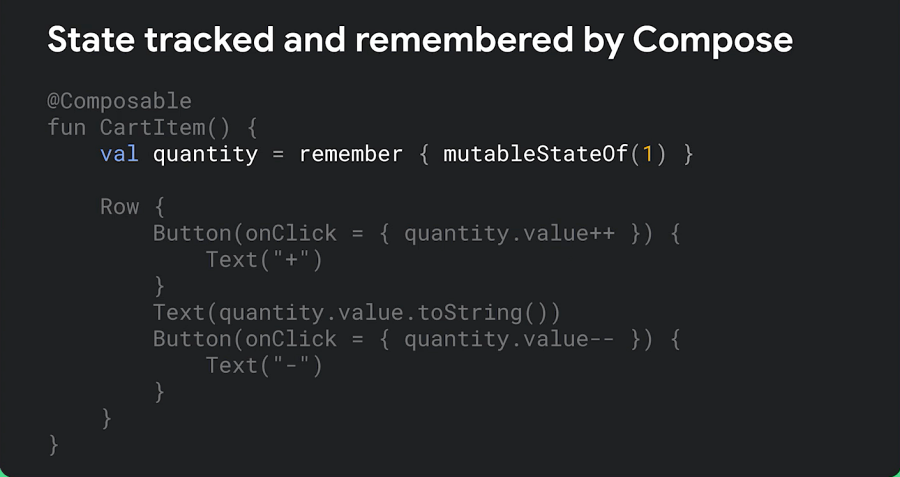 State tracked and remembered by Compose
@Composable
fun CartItem() {
    val quantity = remember { mutableStateOf(1) }
    Row {
        Button(onClick = { quantity.value++ }) {
            Text("+")
        }
        Text(quantity.value.toString())
        Button(onClick = { quantity.value-- }) {
            Text("-")
        }
    }
}